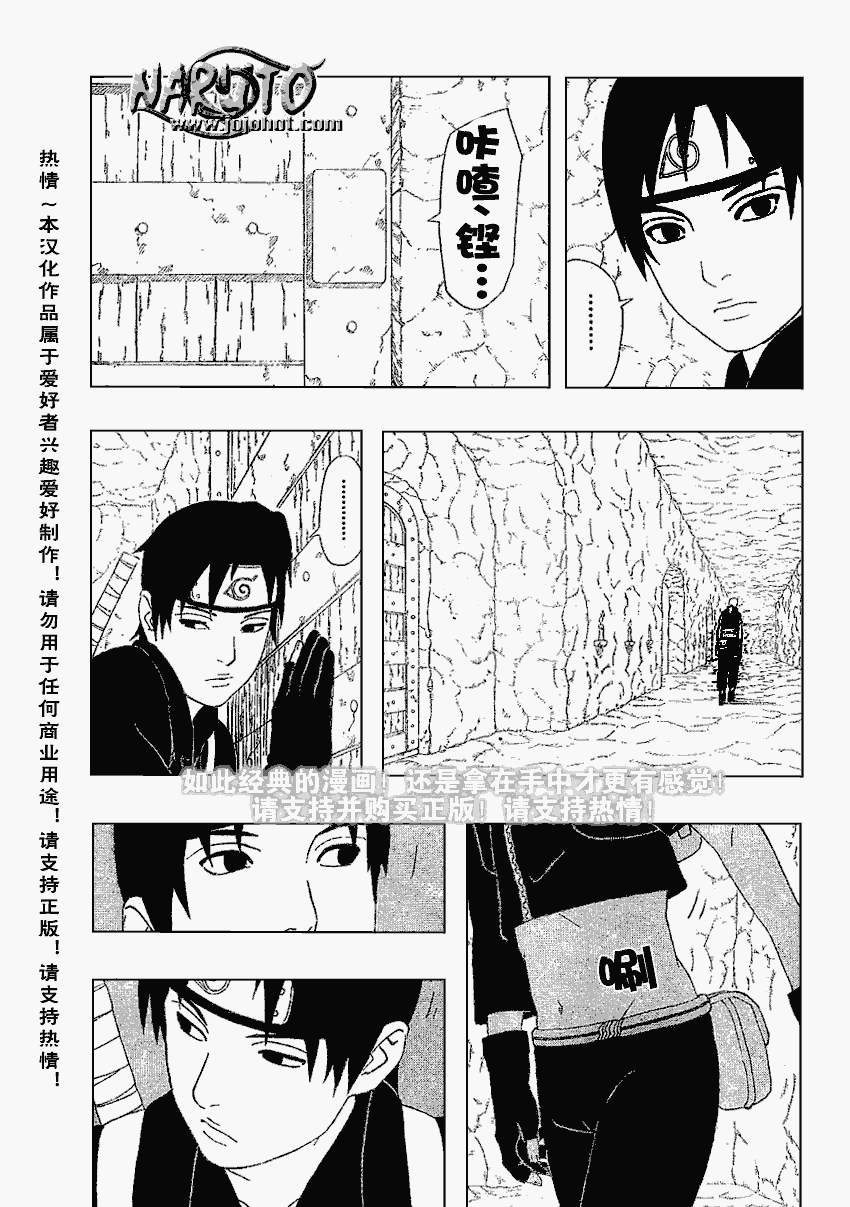 NARUTO
www.jojohot.com
咔
喳、
铿…
………
………
热情～本汉化作品属于爱好者兴趣爱好制作！请勿用于任何商业用途！请支持正版！请支持热情！
如此经典的漫画！还是拿在手中才更有感觉！
请支持并购买正版！请支持热情！
唰